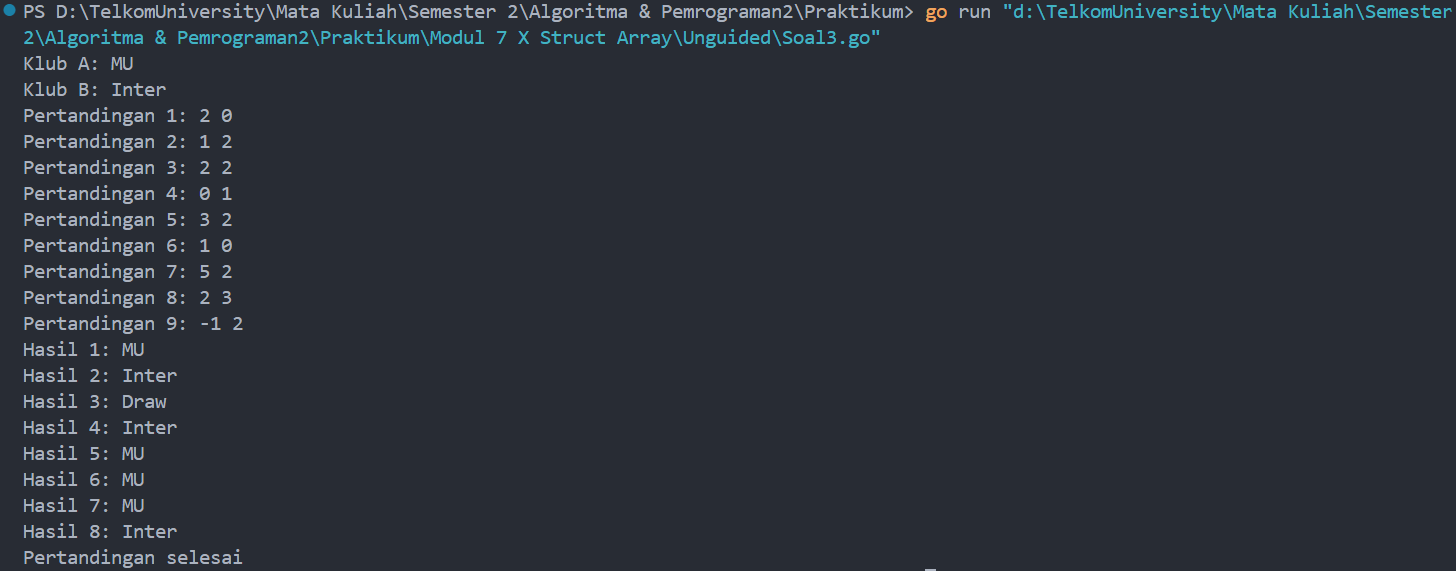 PS D:\TelkomUniversity\Mata Kuliah\Semester 2\Algoritma & Pemrograman2\Praktikum> go run "d:\TelkomUniversity\Mata Kuliah\Semester
2\Algoritma & Pemrograman2\Praktikum\Modul 7 X Struct Array\Unguided\Soal3.go"
Klub A: MU
Klub B: Inter
Pertandingan 1: 2 0
Pertandingan 2: 1 2
Pertandingan 3: 2 2
Pertandingan 4: 0 1
Pertandingan 5: 3 2
Pertandingan 6: 1 0
Pertandingan 7: 5 2
Pertandingan 8: 2 3
Pertandingan 9: -1 2
Hasil 1: MU
Hasil 2: Inter
Hasil 3: Draw
Hasil 4: Inter
Hasil 5: MU
Hasil 6: MU
Hasil 7: MU
Hasil 8: Inter
Pertandingan selesai